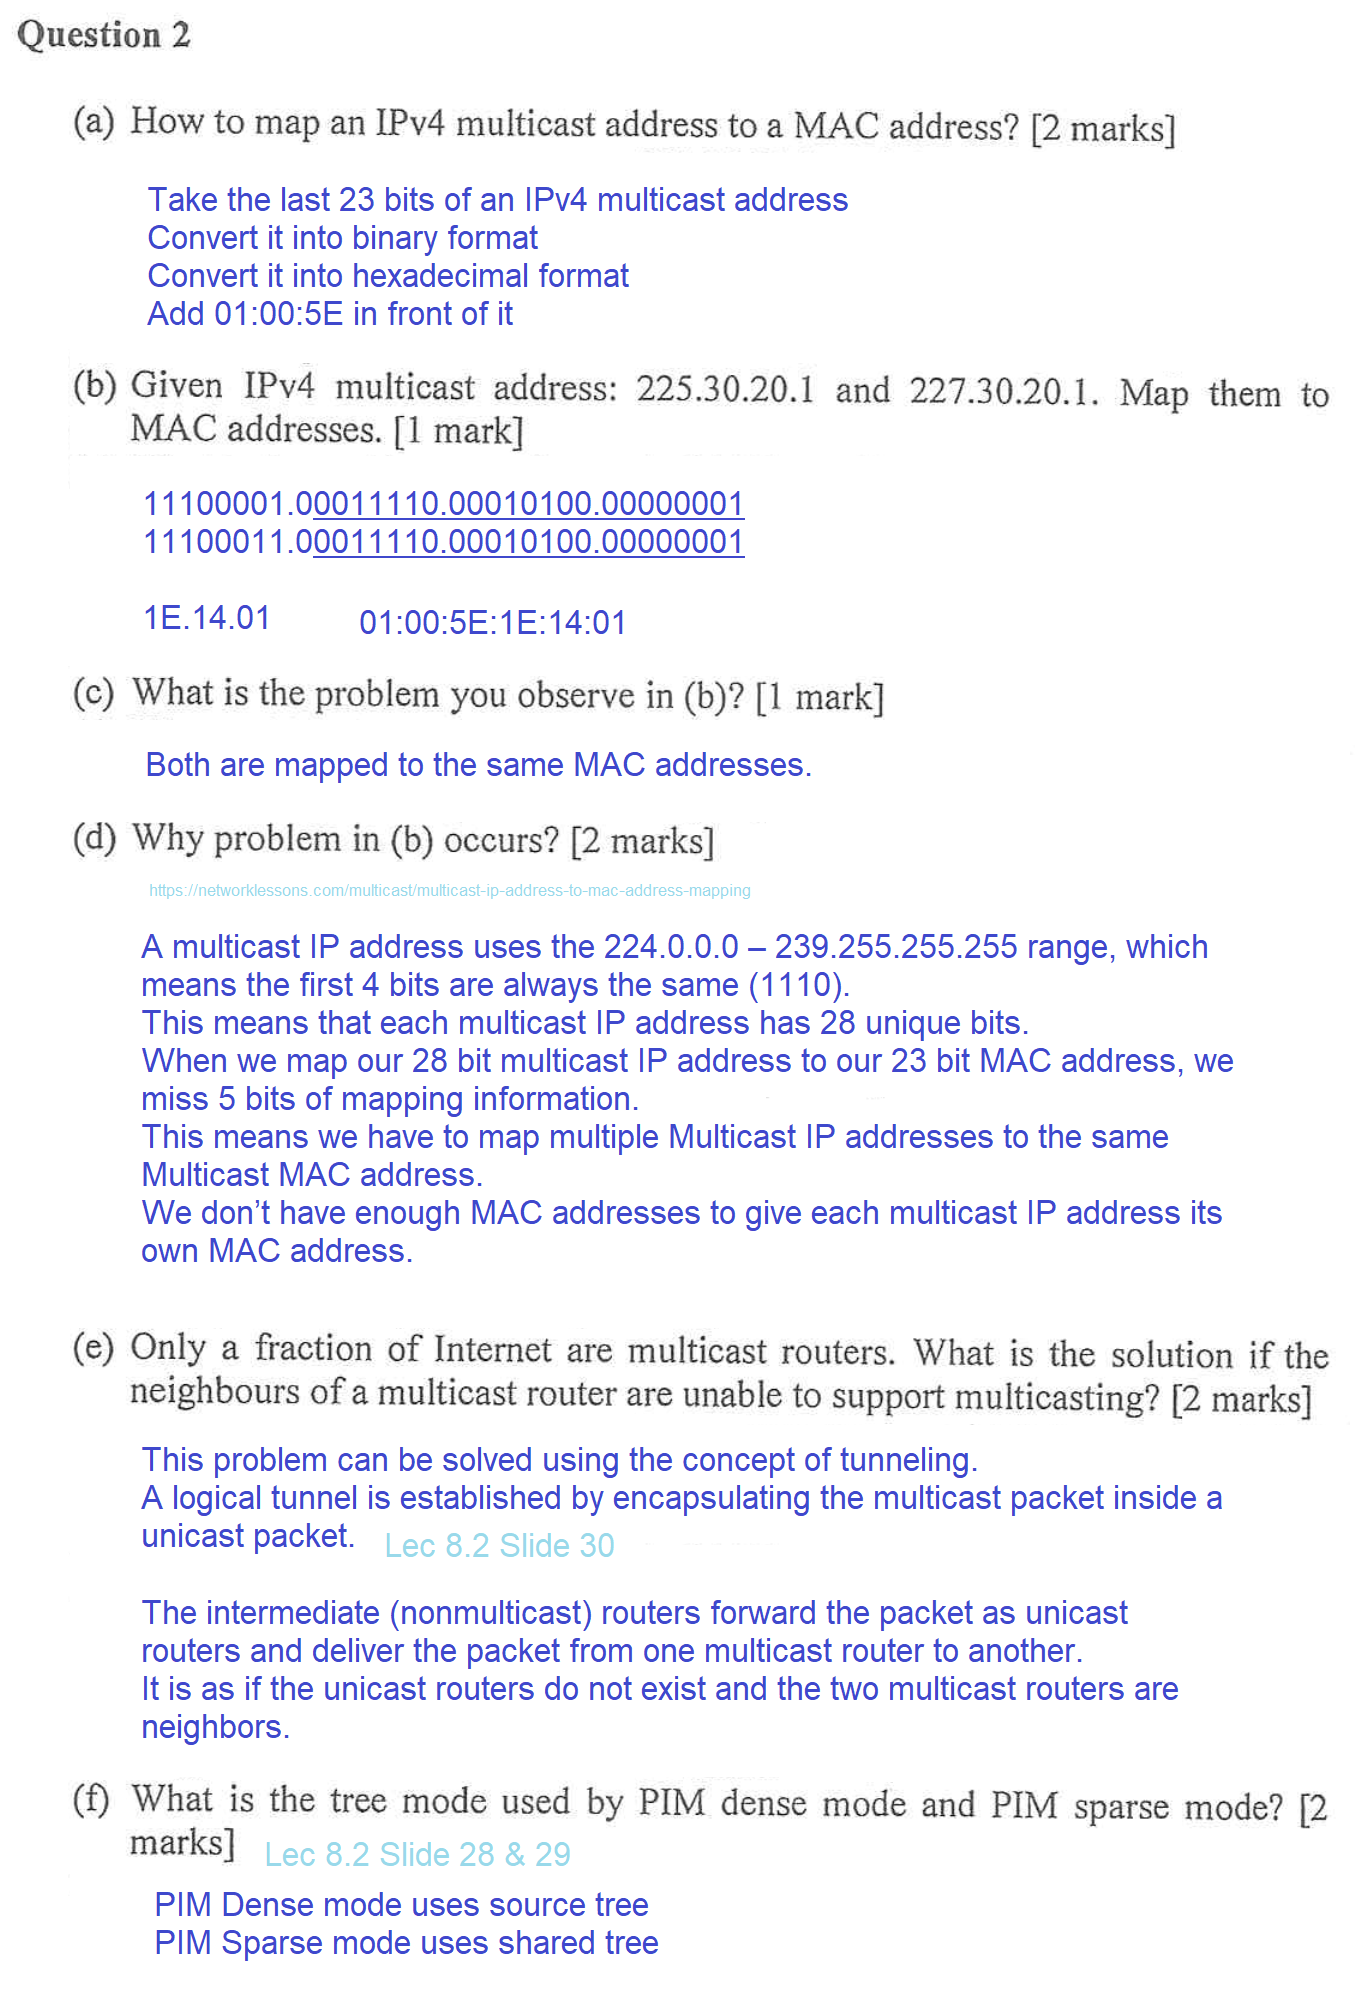 Question 2
(a) How to map an IPv4 multicast address to a MAC address? [2 marks]
Take the last 23 bits of an IPv4 multicast address
Convert it into binary format
Convert it into hexadecimal format
Add 01:00:5E in front of it
(b) Given IPv4 multicast address: 225.30.20.1 and 227.30.20.1. Map them to
MAC addresses. [1 mark]
11100001.00011110.00010100.00000001
11100011.00011110.00010100.00000001
1E.14.01 01:00:5E:1E:14:01
(c) What is the problem you observe in (b)? [1 mark]
Both are mapped to the same MAC addresses.
(d) Why problem in (b) occurs? [2 marks]
https://networklessons.com/multicast/multicast-ip-address-to-mac-address-mapping
A multicast IP address uses the 224.0.0.0 – 239.255.255.255 range, which
means the first 4 bits are always the same (1110).
This means that each multicast IP address has 28 unique bits.
When we map our 28 bit multicast IP address to our 23 bit MAC address, we
miss 5 bits of mapping information.
This means we have to map multiple Multicast IP addresses to the same
Multicast MAC address.
We don’t have enough MAC addresses to give each multicast IP address its
own MAC address.
(e) Only a fraction of Internet are multicast routers. What is the solution if the
neighbours of a multicast router are unable to support multicasting? [2 marks]
This problem can be solved using the concept of tunneling.
A logical tunnel is established by encapsulating the multicast packet inside a
unicast packet. Lec 8.2 Slide 30
The intermediate (nonmulticast) routers forward the packet as unicast
routers and deliver the packet from one multicast router to another.
It is as if the unicast routers do not exist and the two multicast routers are
neighbors.
(f) What is the tree mode used by PIM dense mode and PIM sparse mode? [2
marks] Lec 8.2 Slide 28 & 29
PIM Dense mode uses source tree
PIM Sparse mode uses shared tree